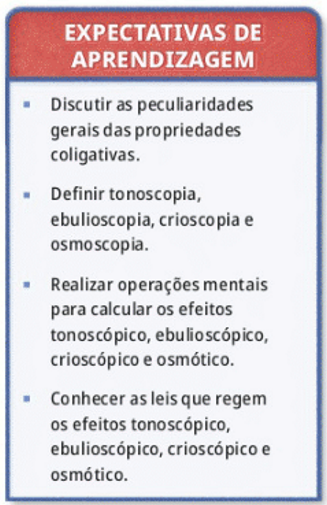 EXPECTATIVAS DE
APRENDIZAGEM
▪ Discutir as peculiaridades
gerais das propriedades
coligativas.
▪ Definir tonoscopia,
ebulioscopia, crioscopia e
osmoscopia.
▪ Realizar operações mentais
para calcular os efeitos
tonoscópico, ebulioscópico,
crioscópico e osmótico.
▪ Conhecer as leis que regem
os efeitos tonoscópico,
ebulioscópico, crioscópico e
osmótico.